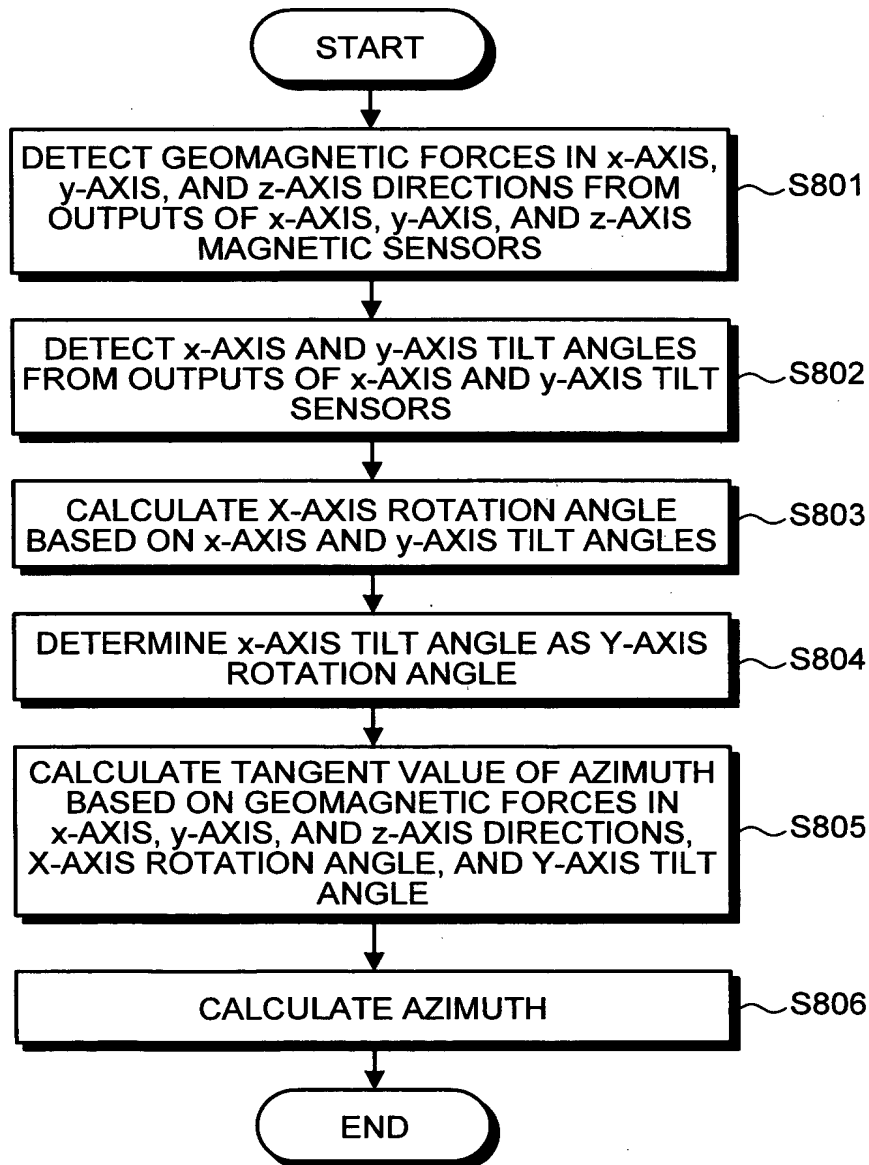 START
DETECT GEOMAGNETIC FORCES IN x-AXIS,
y-AXIS, AND z-AXIS DIRECTIONS FROM
OUTPUTS OF x-AXIS, y-AXIS, AND z-AXIS
MAGNETIC SENSORS
S801
DETECT x-AXIS AND y-AXIS TILT ANGLES
FROM OUTPUTS OF x-AXIS AND y-AXIS TILT
SENSORS
S802
CALCULATE X-AXIS ROTATION ANGLE
BASED ON x-AXIS AND y-AXIS TILT ANGLES
S803
DETERMINE x-AXIS TILT ANGLE AS Y-AXIS
ROTATION ANGLE
S804
CALCULATE TANGENT VALUE OF AZIMUTH
BASED ON GEOMAGNETIC FORCES IN
x-AXIS, y-AXIS, AND z-AXIS DIRECTIONS,
X-AXIS ROTATION ANGLE, AND Y-AXIS TILT
ANGLE
S805
CALCULATE AZIMUTH
S806
END